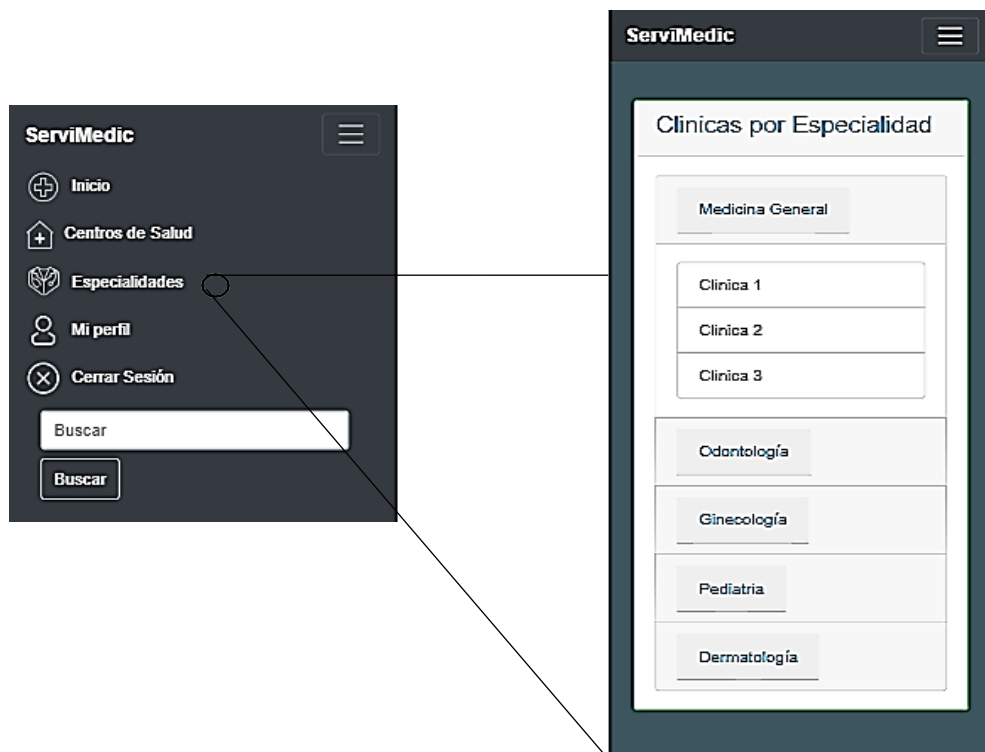 ServiMedic
Inicio
Centros de Salud
Especialidades
Mi perfil
Cerrar Sesión
Buscar
Buscar
ServiMedic
Clinicas por Especialidad
Medicina General
Clinica 1
Clinica 2
Clinica 3
Odontología
Ginecología
Pediatria
Dermatología